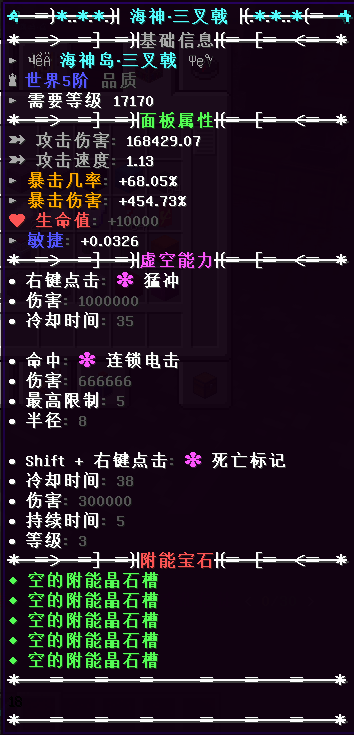 海神·三叉戟
基础信息
海神岛·三叉戟
世界5阶 品质
需要等级 17170
面板属性
攻击伤害: 168429.07
攻击速度: 1.13
暴击几率: +68.05%
暴击伤害: +454.73%
生命值: +10000
敏捷: +0.0326
虚空能力
右键点击: 猛冲
伤害: 1000000
冷却时间: 35
命中: 连锁电击
伤害: 666666
最高限制: 5
半径: 8
Shift + 右键点击: 死亡标记
冷却时间: 38
伤害: 300000
持续时间: 5
等级: 3
附能宝石
空的附能晶石槽
空的附能晶石槽
空的附能晶石槽
空的附能晶石槽
空的附能晶石槽